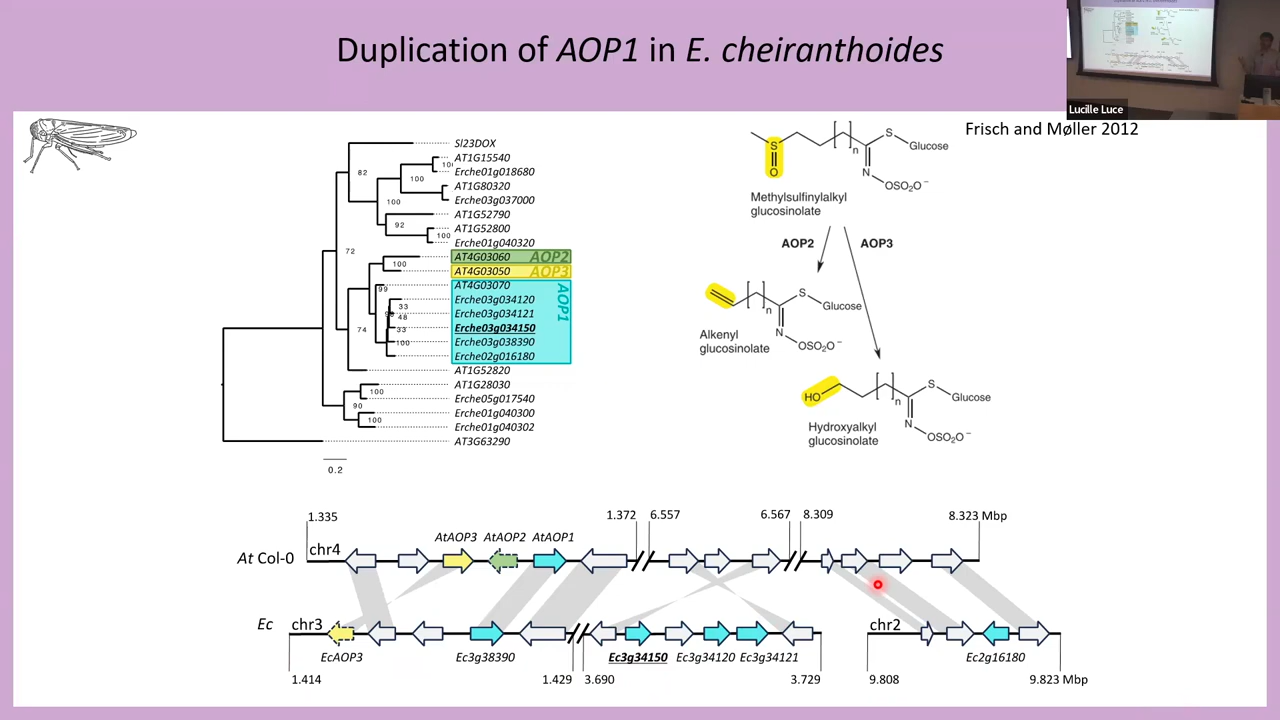 Duplication of AOP1 in E. cheiranthoides
Lucille Luce
Frisch and Møller 2012
Sl23DOX
AT1G15540
Erche01g018680
AT1G80320
Erche03g037000
AT1G52790
AT1G52800
Erche01g040320
AT4G03060 AOP2
AT4G03050 AOP3
AT4G03070
Erche03g034120
Erche03g034121
Erche03g034150
Erche03g038390
Erche02g016180
AOP1
AT1G52820
AT1G28030
Erche05g017540
Erche01g040300
Erche01g040302
AT3G63290
82
100
100
92
100
72
100
99
33
48
33
100
74
100
90
100
0.2
S
O
n
S
Glucose
N
OSO2O−
Methylsulfinylalkyl
glucosinolate
AOP2
AOP3
n
S
Glucose
N
OSO2O−
Alkenyl
glucosinolate
HO
n
S
Glucose
N
OSO2O−
Hydroxyalkyl
glucosinolate
1.335
1.372
6.557
6.567
8.309
8.323 Mbp
At Col-0
chr4
AtAOP3
AtAOP2
AtAOP1
Ec
chr3
chr2
EcAOP3
Ec3g38390
Ec3g34150
Ec3g34120
Ec3g34121
Ec2g16180
1.414
1.429
3.690
3.729
9.808
9.823 Mbp